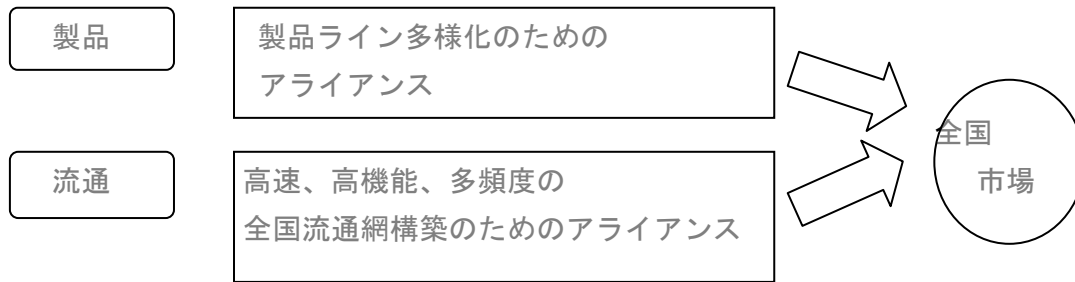 製品
製品ライン多様化のための
アライアンス
流通
高速、高機能、多頻度の
全国流通網構築のためのアライアンス
全国
市場